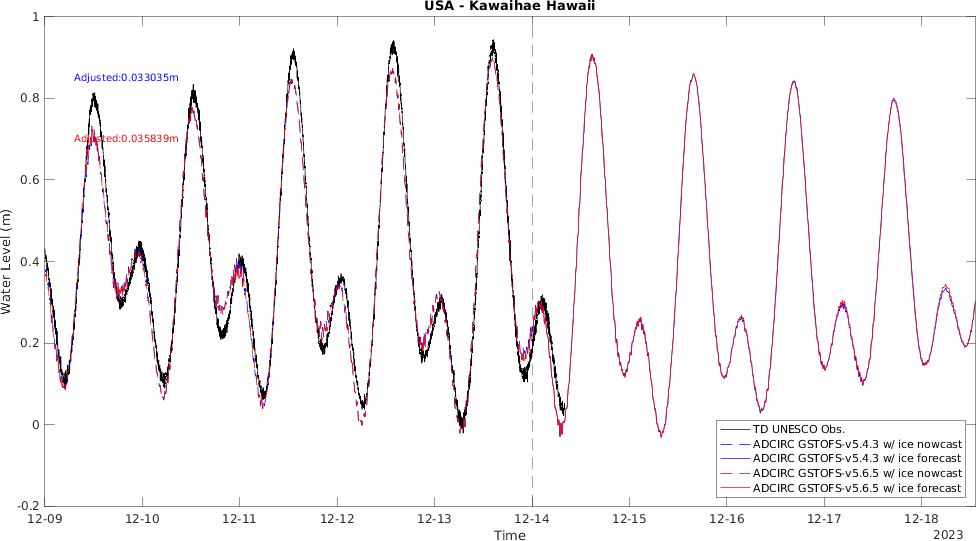 USA - Kawaihae Hawaii
1
0.8
0.6
0.4
0.2
0
-0.2
Water Level (m)
Adjusted:0.033035m
Adjusted:0.035839m
TD UNESCO Obs.
ADCIRC GSTOFS-v5.4.3 w/ ice nowcast
ADCIRC GSTOFS-v5.4.3 w/ ice forecast
ADCIRC GSTOFS-v5.6.5 w/ ice nowcast
ADCIRC GSTOFS-v5.6.5 w/ ice forecast
12-09 12-10 12-11 12-12 12-13 12-14 12-15 12-16 12-17 12-18
Time
2023